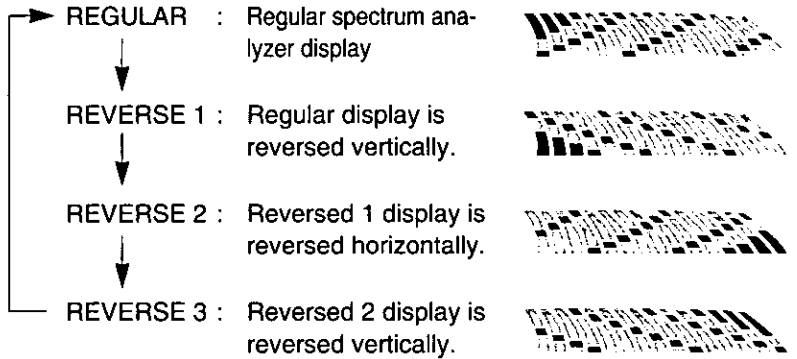 REGULAR : Regular spectrum ana-
lyzer display
REVERSE 1 : Regular display is
reversed vertically.
REVERSE 2 : Reversed 1 display is
reversed horizontally.
REVERSE 3 : Reversed 2 display is
reversed vertically.